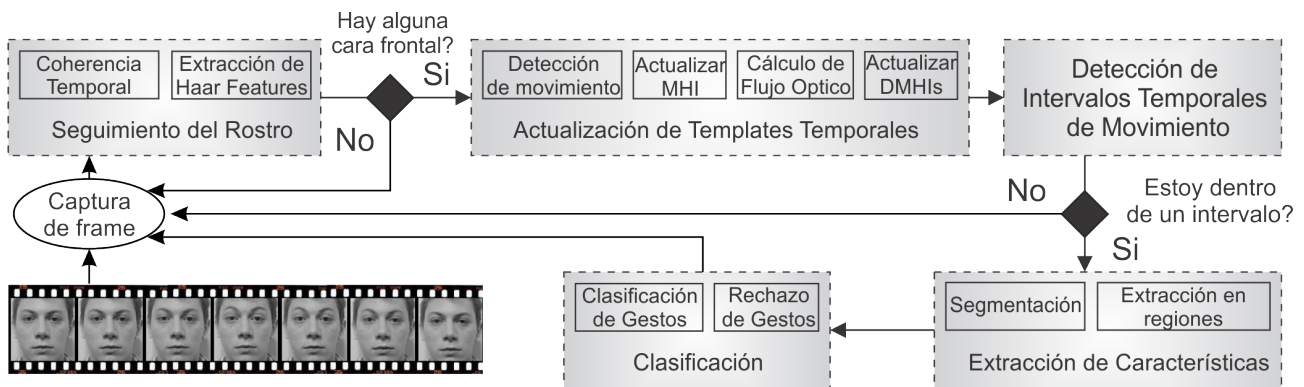 Hay alguna
cara frontal?
Si
No
Coherencia
Temporal
Extracción de
Haar Features
Seguimiento del Rostro
Detección
de movimiento
Actualizar
MHI
Cálculo de
Flujo Optico
Actualizar
DMHIs
Actualización de Templates Temporales
Detección de
Intervalos Temporales
de Movimiento
No
Estoy dentro
de un intervalo?
Si
Captura
de frame
Clasificación
de Gestos
Rechazo
de Gestos
Clasificación
Segmentación
Extracción en
regiones
Extracción de Características